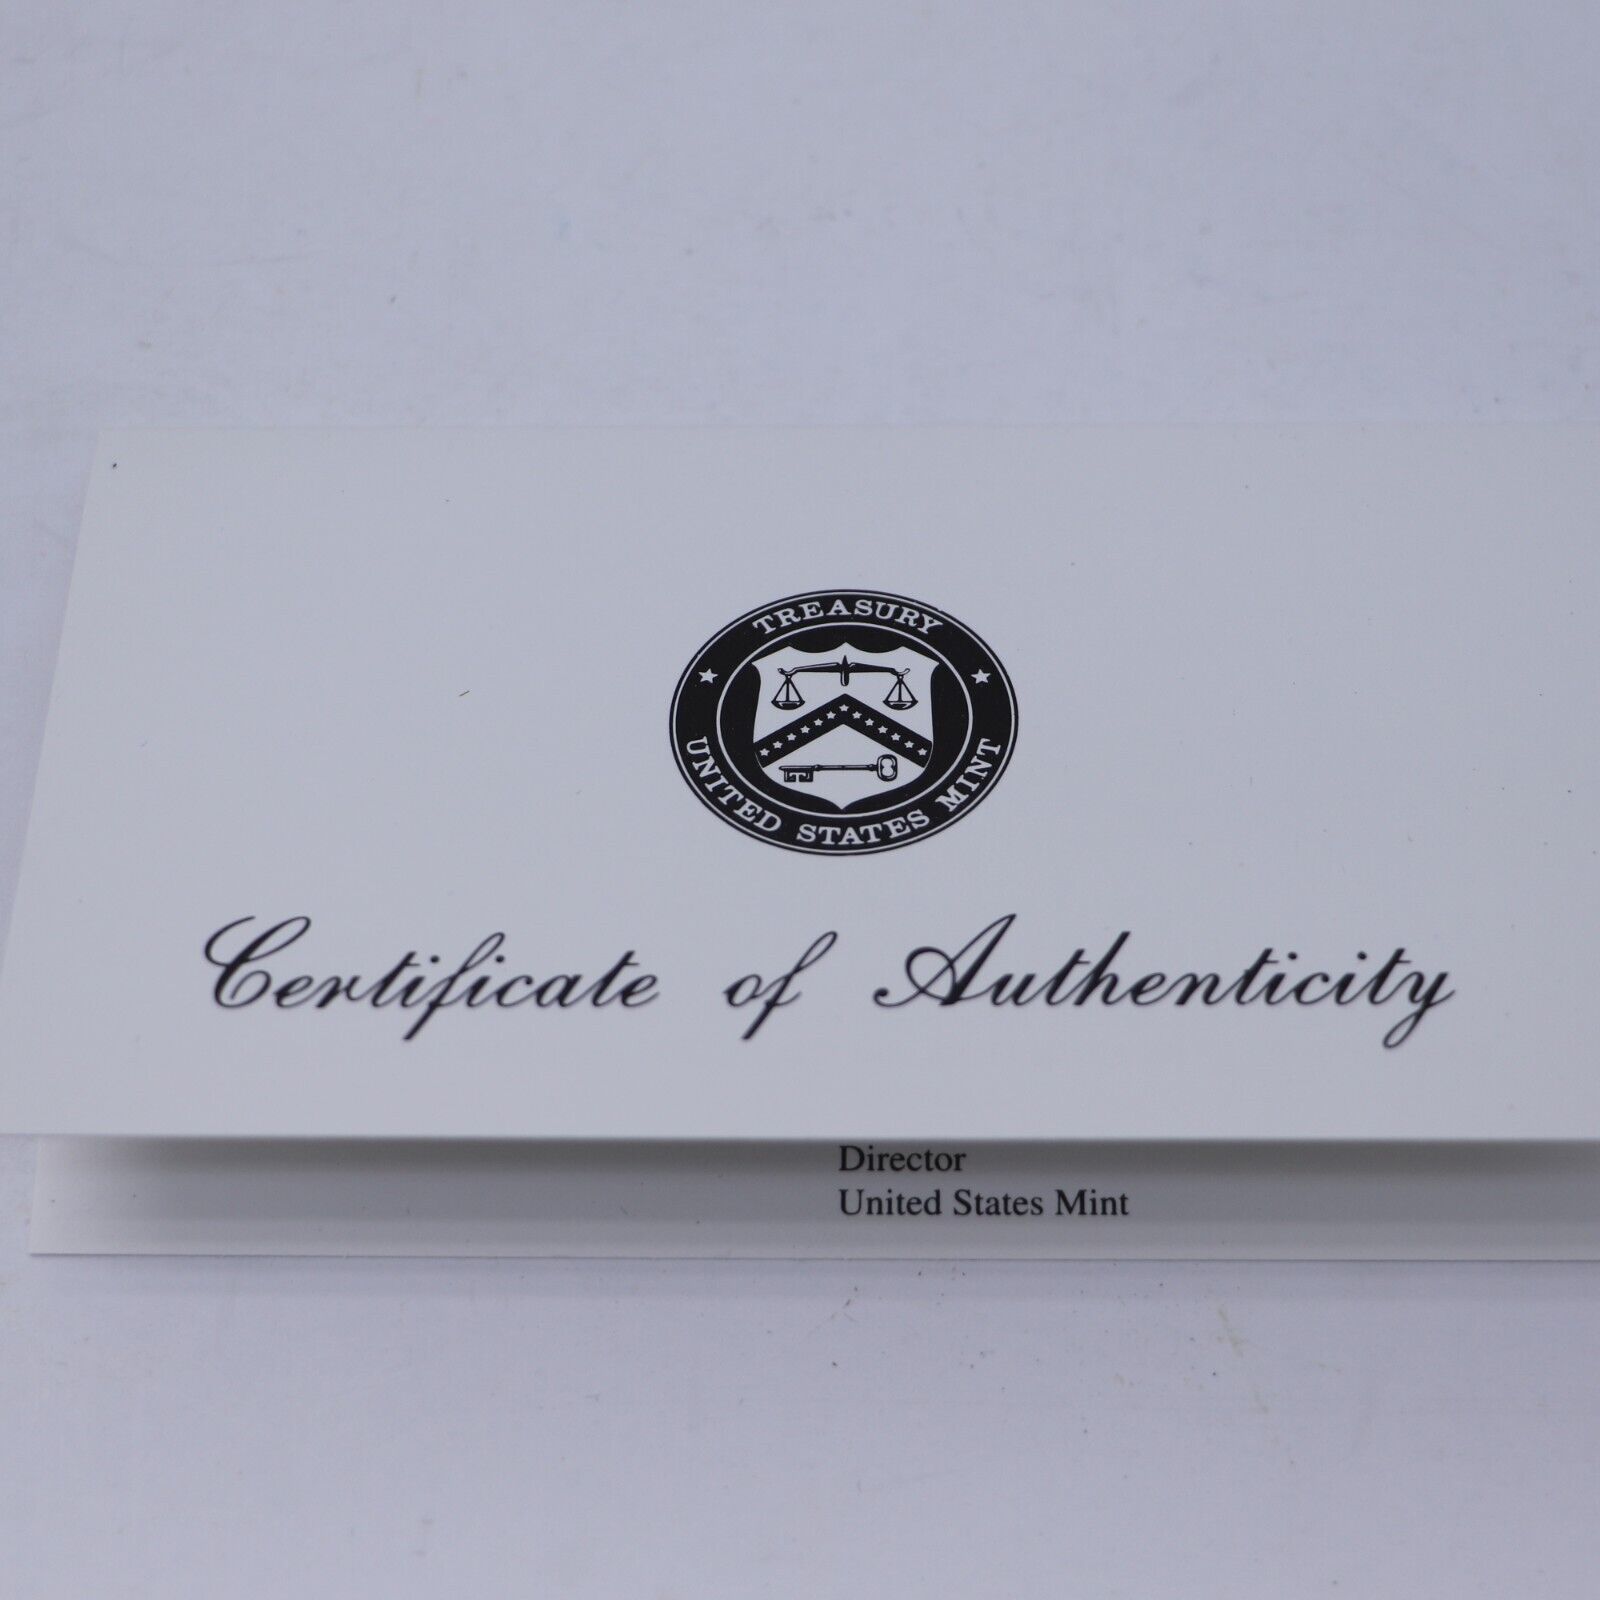 TREASURY
UNITED STATES MINT
Certificate of Authenticity
Director
United States Mint